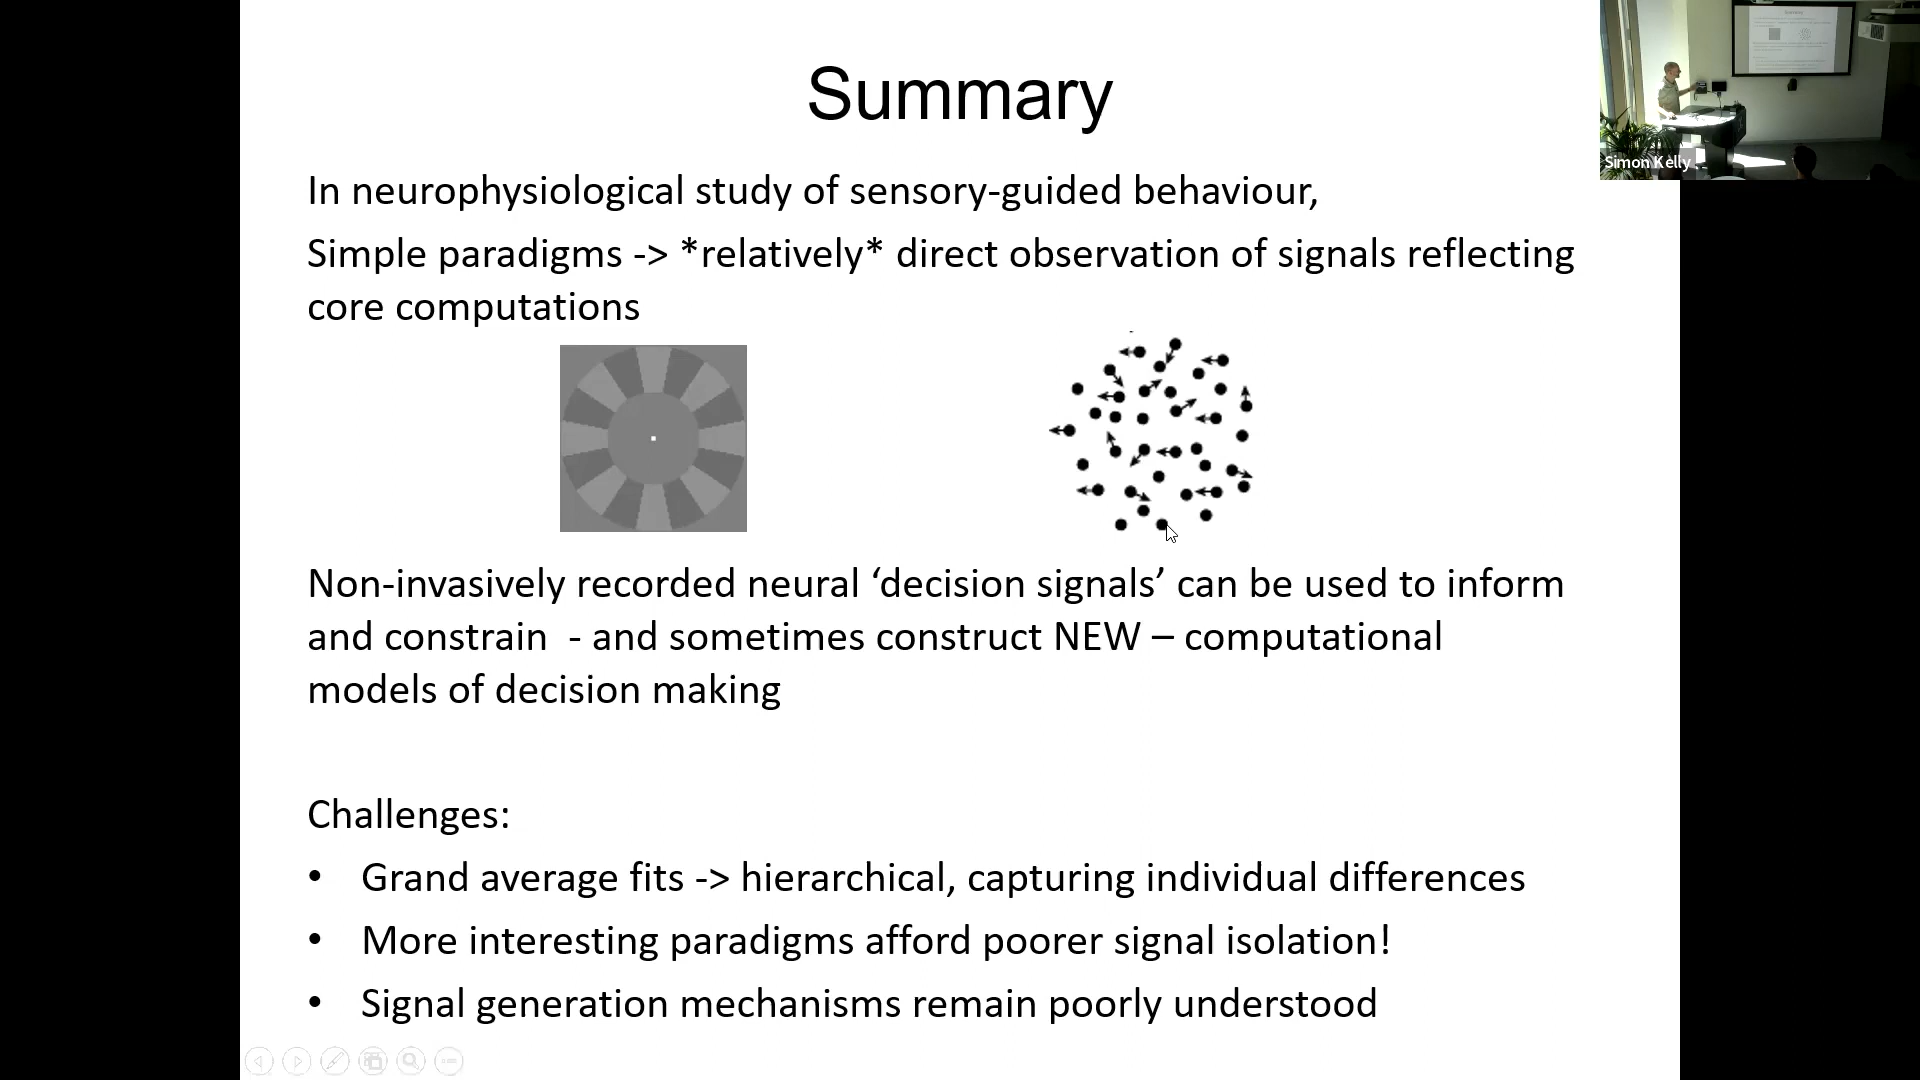 Summary
Simon Kelly
In neurophysiological study of sensory-guided behaviour,
Simple paradigms -> *relatively* direct observation of signals reflecting
core computations
Non-invasively recorded neural ‘decision signals’ can be used to inform
and constrain  - and sometimes construct NEW – computational
models of decision making
Challenges:
• Grand average fits -> hierarchical, capturing individual differences
• More interesting paradigms afford poorer signal isolation!
• Signal generation mechanisms remain poorly understood